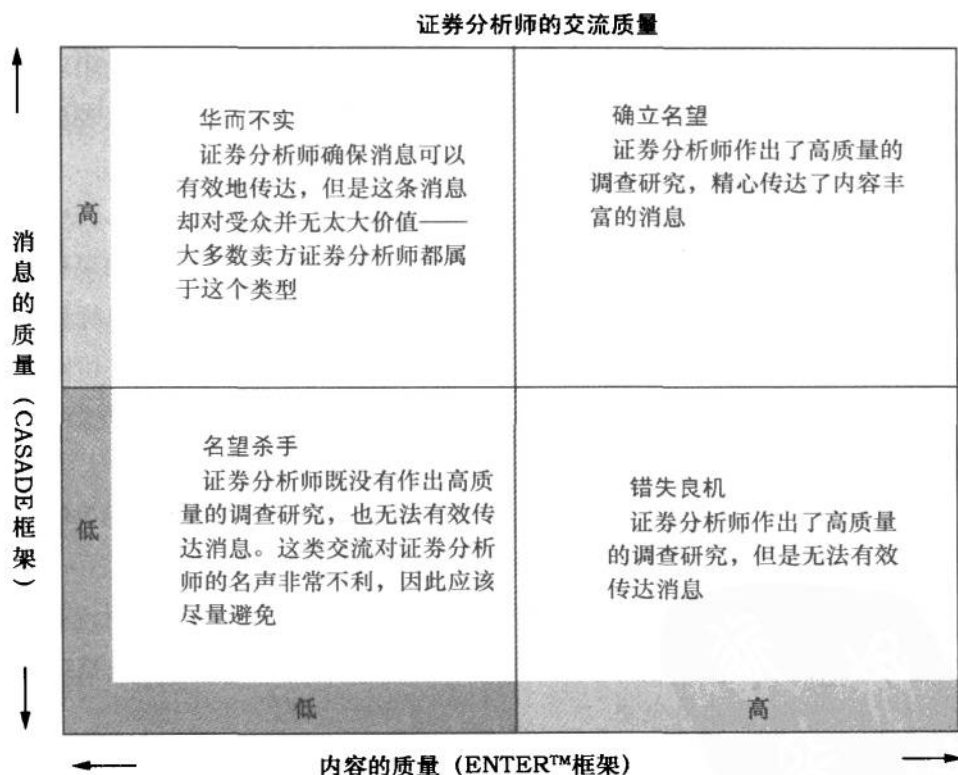 证券分析师的交流质量
华而不实
证券分析师确保消息可以
有效地传达，但是这条消息
却对受众并无太大价值——
大多数卖方证券分析师都属
于这个类型
确立名望
证券分析师作出了高质量的
调查研究，精心传达了内容丰
富的消息
高
消息的质量（CASADE框架）
名望杀手
证券分析师既没有作出高质
量的调查研究，也无法有效传
达消息。这类交流对证券分析
师的名声非常不利，因此应该
尽量避免
错失良机
证券分析师作出了高质量
的调查研究，但是无法有效
传达消息
低
低
高
内容的质量（ENTER™框架）